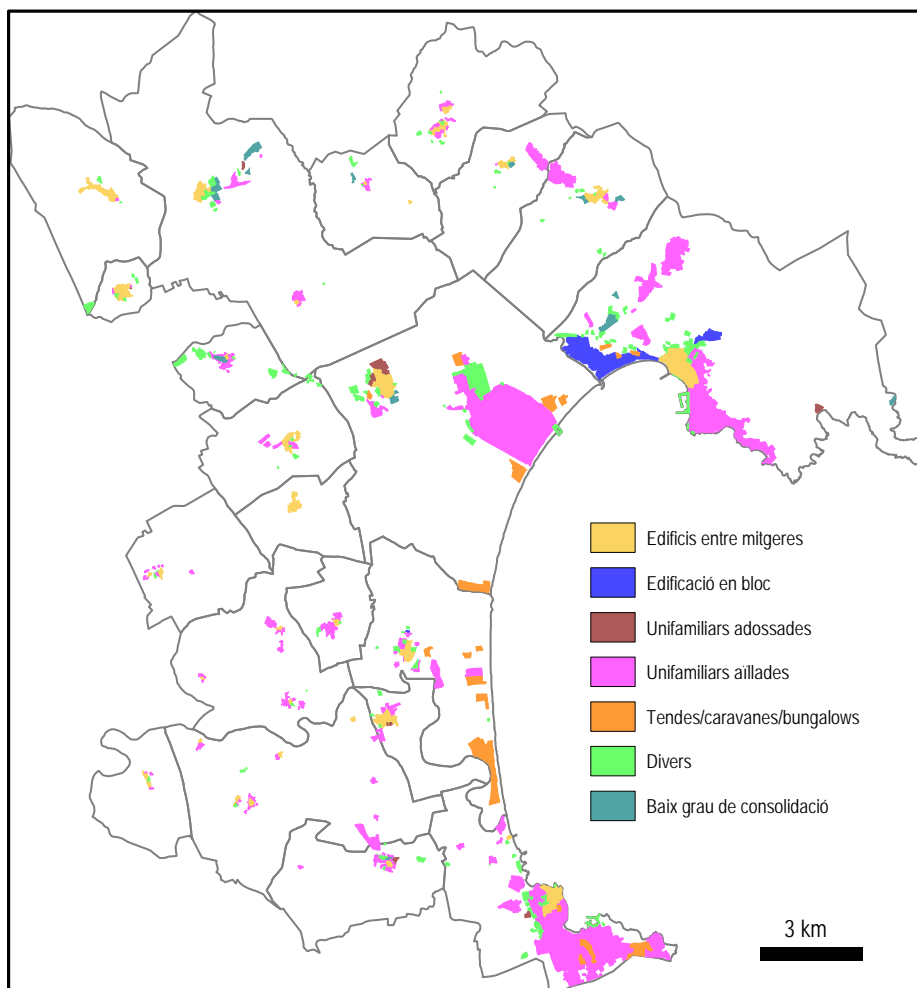 Edificis entre mitgeres
Edificació en bloc
Unifamiliars adossades
Unifamiliars aïllades
Tendes/caravanes/bungalows
Divers
Baix grau de consolidació
3 km